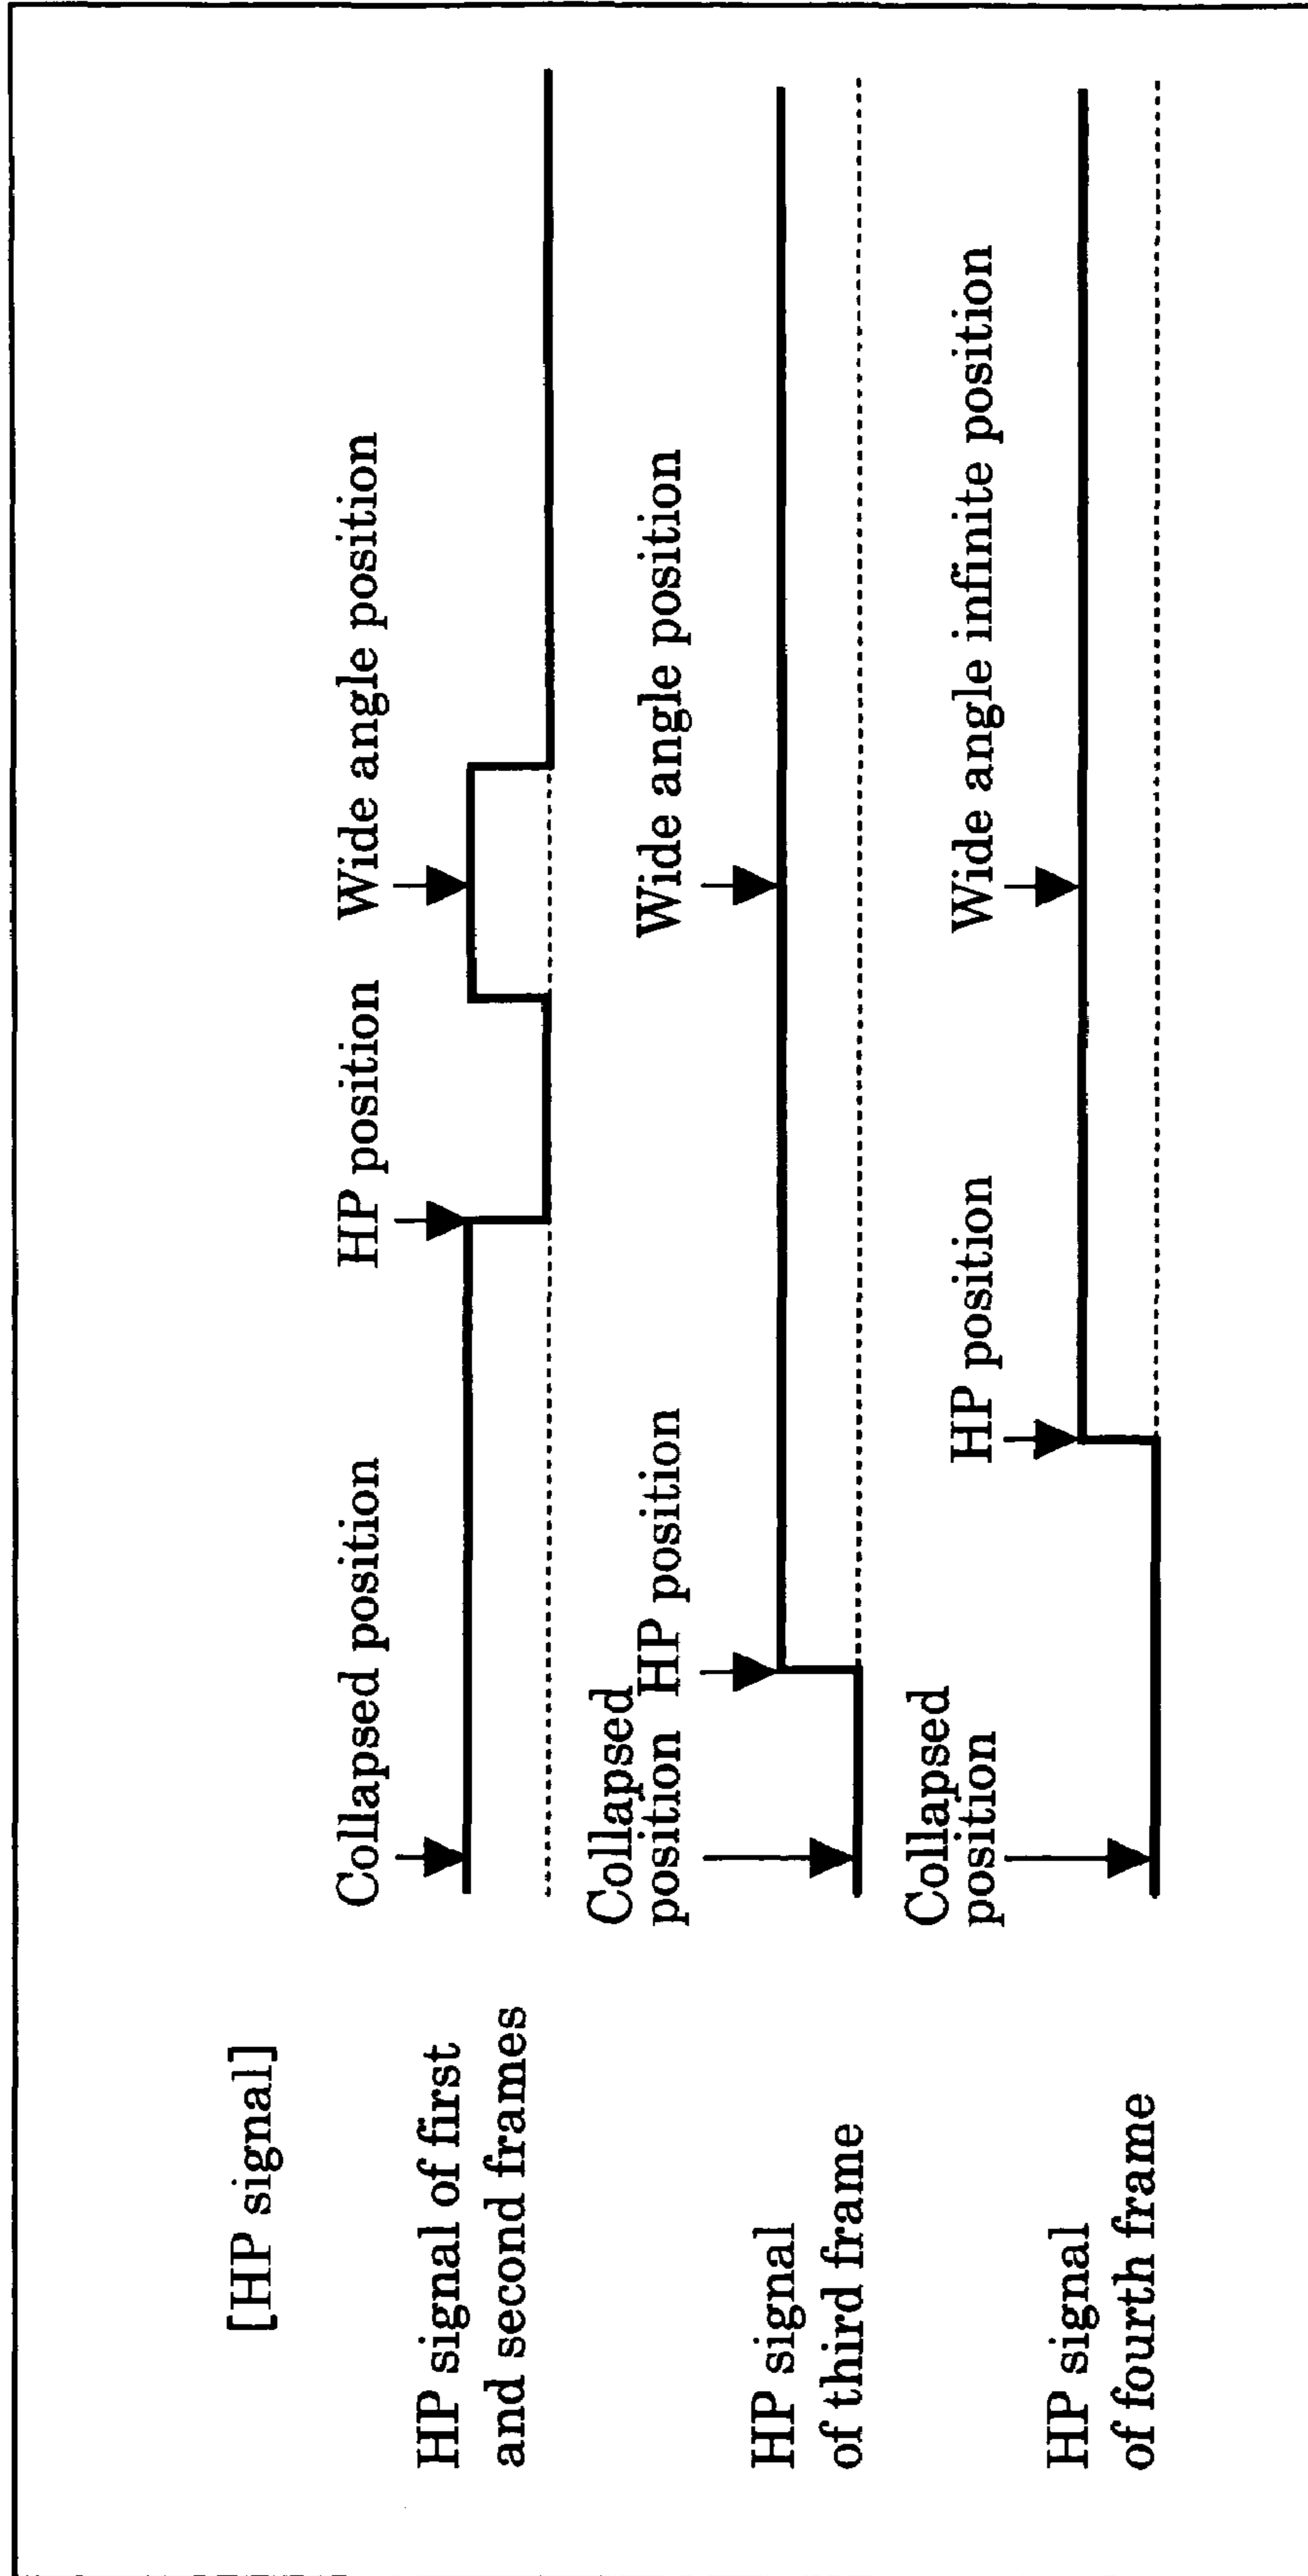 [HP signal]
HP signal of first
and second frames
Collapsed position
HP position
Wide angle position
HP signal
of third frame
Collapsed
position
HP position
Wide angle position
HP signal
of fourth frame
Collapsed
position
HP position
Wide angle infinite position